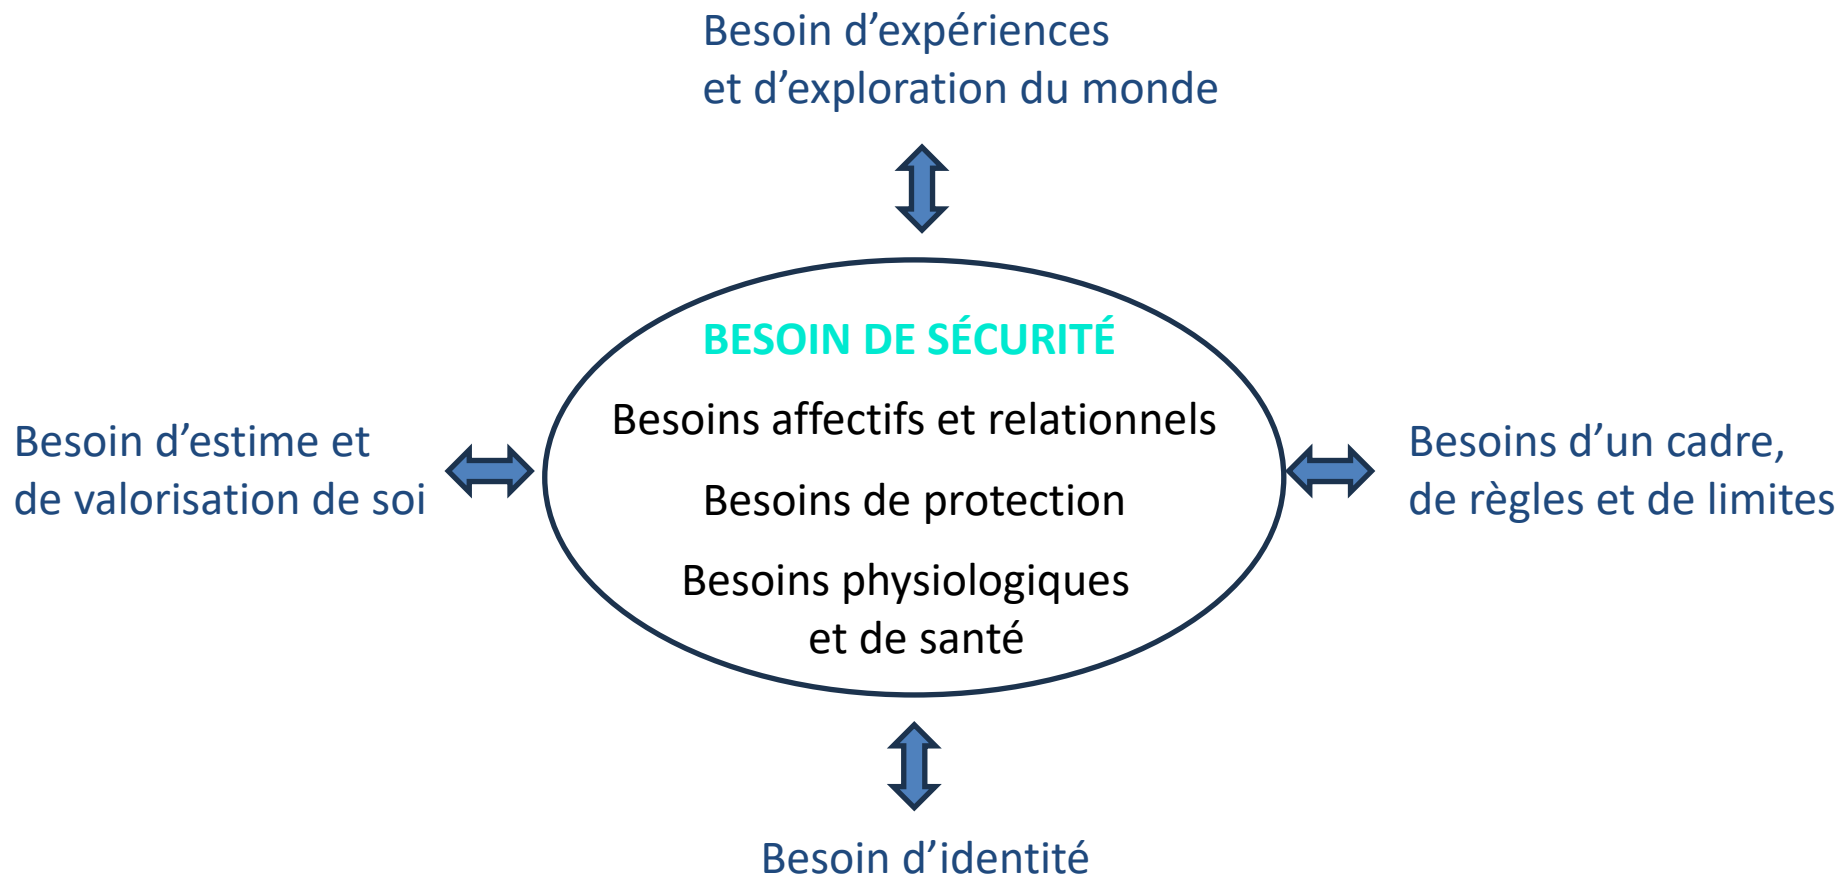 Besoin d’expériences
et d’exploration du monde
BESOIN DE SÉCURITÉ
Besoins affectifs et relationnels
Besoins de protection
Besoins physiologiques
et de santé
Besoin d’estime et
de valorisation de soi
Besoins d’un cadre,
de règles et de limites
Besoin d’identité